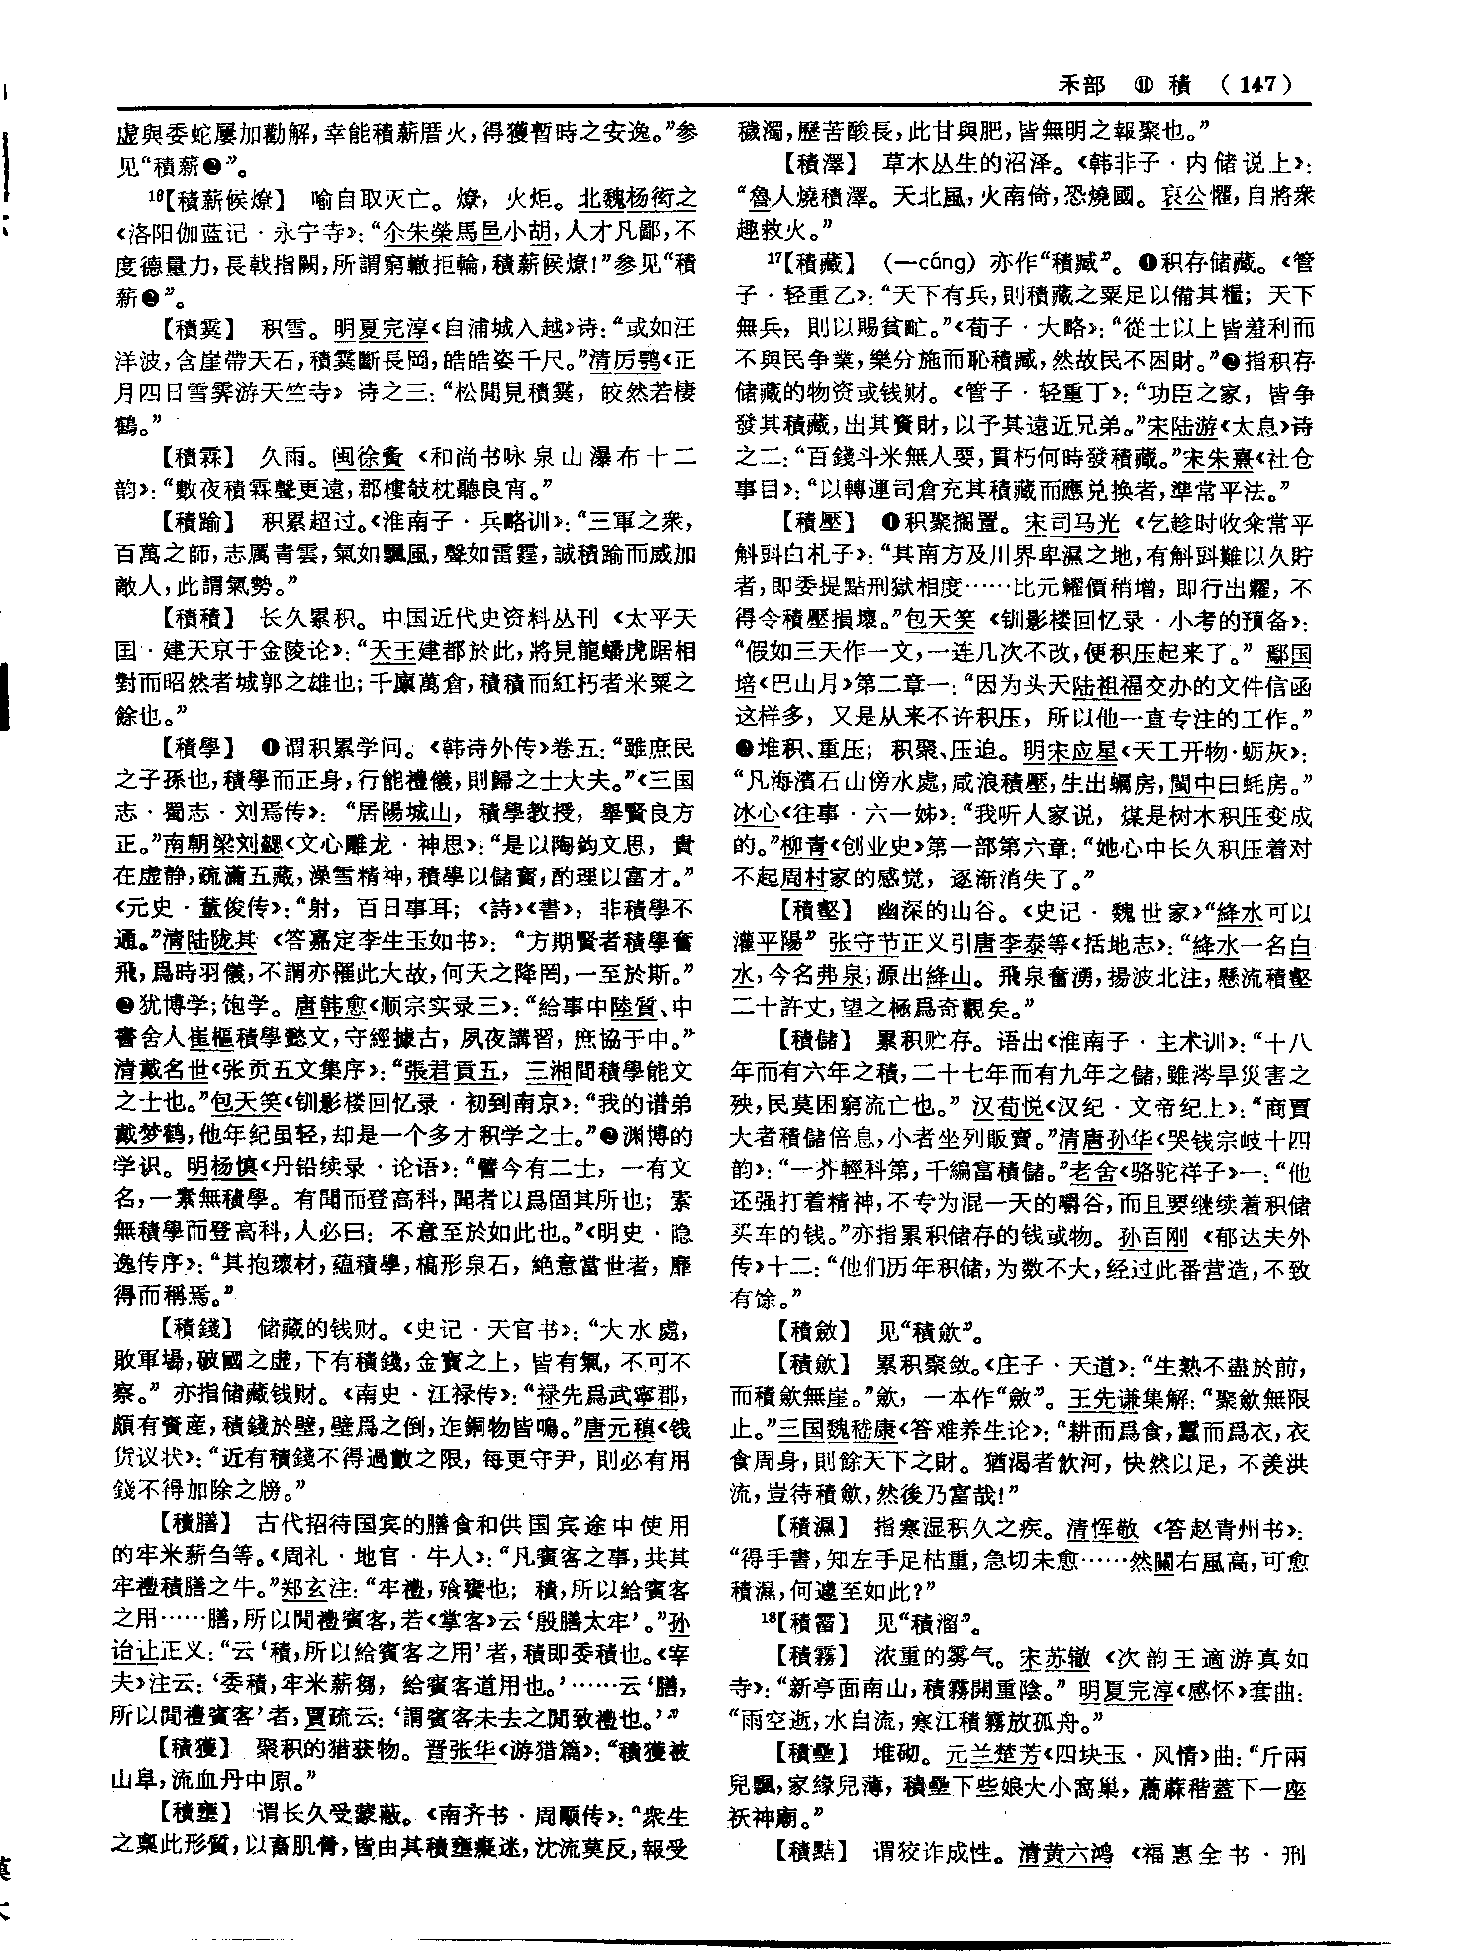 禾部 ⑪ 積 （147）
虚與委蛇屢加勸解，幸能積薪厝火，得獲暫時之安逸。”参
见“積薪❷”。
16【積薪候燎】 喻自取灭亡。燎，火炬。北魏杨衒之
《洛阳伽蓝记·永宁寺》：“尒朱榮馬邑小胡，人才凡鄙，不
度德量力，長戟指闕，所謂窮轍拒輪，積薪候燎！”参见“積
薪❷”。
【積霙】 积雪。明夏完淳《自浦城入越》诗：“或如汪
洋波，含崖帶天石，積霙斷長岡，皓皓姿千尺。”清厉鹗《正
月四日雪霁游天竺寺》诗之三：“松閒見積霙，皎然若棲
鶴。”
【積霖】 久雨。闽徐夤《和尚书咏泉山瀑布十二
韵》：“數夜積霖聲更遠，郡樓攲枕聽良宵。”
【積踰】 积累超过。《淮南子·兵略训》：“三軍之衆，
百萬之師，志厲青雲，氣如飄風，聲如雷霆，誠積踰而威加
敵人，此謂氣勢。”
【積積】 长久累积。中国近代史资料丛刊《太平天
国·建天京于金陵论》：“天王建都於此，將見龍蟠虎踞相
對而昭然者城郭之雄也；千廪萬倉，積積而紅朽者米粟之
餘也。”
【積學】 ❶谓积累学问。《韩诗外传》卷五：“雖庶民
之子孫也，積學而正身，行能禮儀，則歸之士大夫。”《三国
志·蜀志·刘焉传》：“居陽城山，積學教授，舉賢良方
正。”南朝梁刘勰《文心雕龙·神思》：“是以陶鈞文思，貴
在虚静，疏瀹五藏，澡雪精神，積學以儲寶，酌理以富才。”
《元史·董俊传》：“射，百日事耳；《詩》《書》，非積學不
通。”清陆陇其《答嘉定李生玉如书》：“方期賢者積學奮
飛，爲時羽儀，不謂亦罹此大故，何天之降罔，一至於斯。”
❷犹博学；饱学。唐韩愈《顺宗实录三》：“給事中陸質、中
書舍人崔樞積學懿文，守經據古，夙夜講習，庶協于中。”
清戴名世《张贡五文集序》：“張君貢五，三湘間積學能文
之士也。”包天笑《钏影楼回忆录·初到南京》：“我的谱弟
戴梦鹤，他年纪虽轻，却是一个多才积学之士。”❸渊博的
学识。明杨慎《丹铅续录·论语》：“譬今有二士，一有文
名，一素無積學。有聞而登高科，聞者以爲固其所也；素
無積學而登高科，人必曰：不意至於如此也。”《明史·隐
逸传序》：“其抱瓌材，蘊積學，槁形泉石，絶意當世者，靡
得而稱焉。”
【積錢】 储藏的钱财。《史记·天官书》：“大水處，
敗軍場，破國之虚，下有積錢，金寶之上，皆有氣，不可不
察。”亦指储藏钱财。《南史·江禄传》：“禄先爲武寧郡，
頗有資産，積錢於壁，壁爲之倒，迮銅物皆鳴。”唐元稹《钱
货议状》：“近有積錢不得過數之限，每更守尹，則必有用
錢不得加除之牓。”
【積膳】 古代招待国宾的膳食和供国宾途中使用
的牢米薪刍等。《周礼·地官·牛人》：“凡賓客之事，共其
牢禮積膳之牛。”郑玄注：“牢禮，飧饔也；積，所以給賓客
之用……膳，所以閒禮賓客，若《掌客》云‘殷膳太牢’。”孙
诒让正义：“云‘積，所以給賓客之用’者，積即委積也。《宰
夫》注云：‘委積，牢米薪芻，給賓客道用也。’……云‘膳，
所以閒禮賓客’者，賈疏云：‘謂賓客未去之閒致禮也。’”
【積獲】 聚积的猎获物。晋张华《游猎篇》：“積獲被
山阜，流血丹中原。”
【積壅】 谓长久受蒙蔽。《南齐书·周颙传》：“衆生
之稟此形質，以畜肌膋，皆由其積壅癡迷，沈流莫反，報受
穢濁，歷苦酸長，此甘與肥，皆無明之報聚也。”
【積澤】 草木丛生的沼泽。《韩非子·内储说上》：
“魯人燒積澤。天北風，火南倚，恐燒國。哀公懼，自將衆
趣救火。”
17【積藏】 （—cáng）亦作“積臧”。❶积存储藏。《管
子·轻重乙》：“天下有兵，則積藏之粟足以備其糧；天下
無兵，則以賜貧甿。”《荀子·大略》：“從士以上皆羞利而
不與民争業，樂分施而恥積臧，然故民不困財。”❷指积存
储藏的物资或钱财。《管子·轻重丁》：“功臣之家，皆争
發其積藏，出其資財，以予其遠近兄弟。”宋陆游《太息》诗
之二：“百錢斗米無人要，貫朽何時發積藏。”宋朱熹《社仓
事目》：“以轉運司倉充其積藏而應兑换者，準常平法。”
【積壓】 ❶积聚搁置。宋司马光《乞趁时收籴常平
斛㪷白札子》：“其南方及川界卑濕之地，有斛㪷難以久貯
者，即委提點刑獄相度……比元糴價稍增，即行出糶，不
得令積壓損壞。”包天笑《钏影楼回忆录·小考的预备》：
“假如三天作一文，一连几次不改，便积压起来了。”鄢国
培《巴山月》第二章一：“因为头天陆祖福交办的文件信函
这样多，又是从来不许积压，所以他一直专注的工作。”
❷堆积、重压；积聚、压迫。明宋应星《天工开物·蛎灰》：
“凡海濱石山傍水處，咸浪積壓，生出蠣房，閩中曰蚝房。”
冰心《往事·六一姊》：“我听人家说，煤是树木积压变成
的。”柳青《创业史》第一部第六章：“她心中长久积压着对
不起周村家的感觉，逐渐消失了。”
【積壑】 幽深的山谷。《史记·魏世家》“絳水可以
灌平陽”张守节正义引唐李泰等《括地志》：“絳水一名白
水，今名弗泉；源出絳山。飛泉奮湧，揚波北注，懸流積壑
二十許丈，望之極爲奇觀矣。”
【積儲】 累积贮存。语出《淮南子·主术训》：“十八
年而有六年之積，二十七年而有九年之儲，雖涔旱災害之
殃，民莫困窮流亡也。”汉荀悦《汉纪·文帝纪上》：“商賈
大者積儲倍息，小者坐列販賣。”清唐孙华《哭钱宗岐十四
韵》：“一芥輕科第，千編富積儲。”老舍《骆驼祥子》一：“他
还强打着精神，不专为混一天的嚼谷，而且要继续着积储
买车的钱。”亦指累积储存的钱或物。孙百刚《郁达夫外
传》十二：“他们历年积储，为数不大，经过此番营造，不致
有馀。”
【積斂】 见“積歛”。
【積歛】 累积聚敛。《庄子·天道》：“生熟不盡於前，
而積歛無崖。”歛，一本作“斂”。王先谦集解：“聚歛無限
止。”三国魏嵇康《答难养生论》：“耕而爲食，蠶而爲衣，衣
食周身，則餘天下之財。猶渴者飲河，快然以足，不羡洪
流，豈待積歛，然後乃富哉！”
【積濕】 指寒湿积久之疾。清恽敬《答赵青州书》：
“得手書，知左手足枯重，急切未愈……然關右風高，可愈
積濕，何遽至如此？”
18【積霤】 见“積溜”。
【積霧】 浓重的雾气。宋苏辙《次韵王適游真如
寺》：“新亭面南山，積霧開重陰。”明夏完淳《感怀》套曲：
“雨空逝，水自流，寒江積霧放孤舟。”
【積壘】 堆砌。元兰楚芳《四块玉·风情》曲：“斤兩
兒飄，家缘兒薄，積壘下些娘大小窩巢，蔴蔴稭蓋下一座
祆神廟。”
【積黠】 谓狡诈成性。清黄六鸿《福惠全书·刑